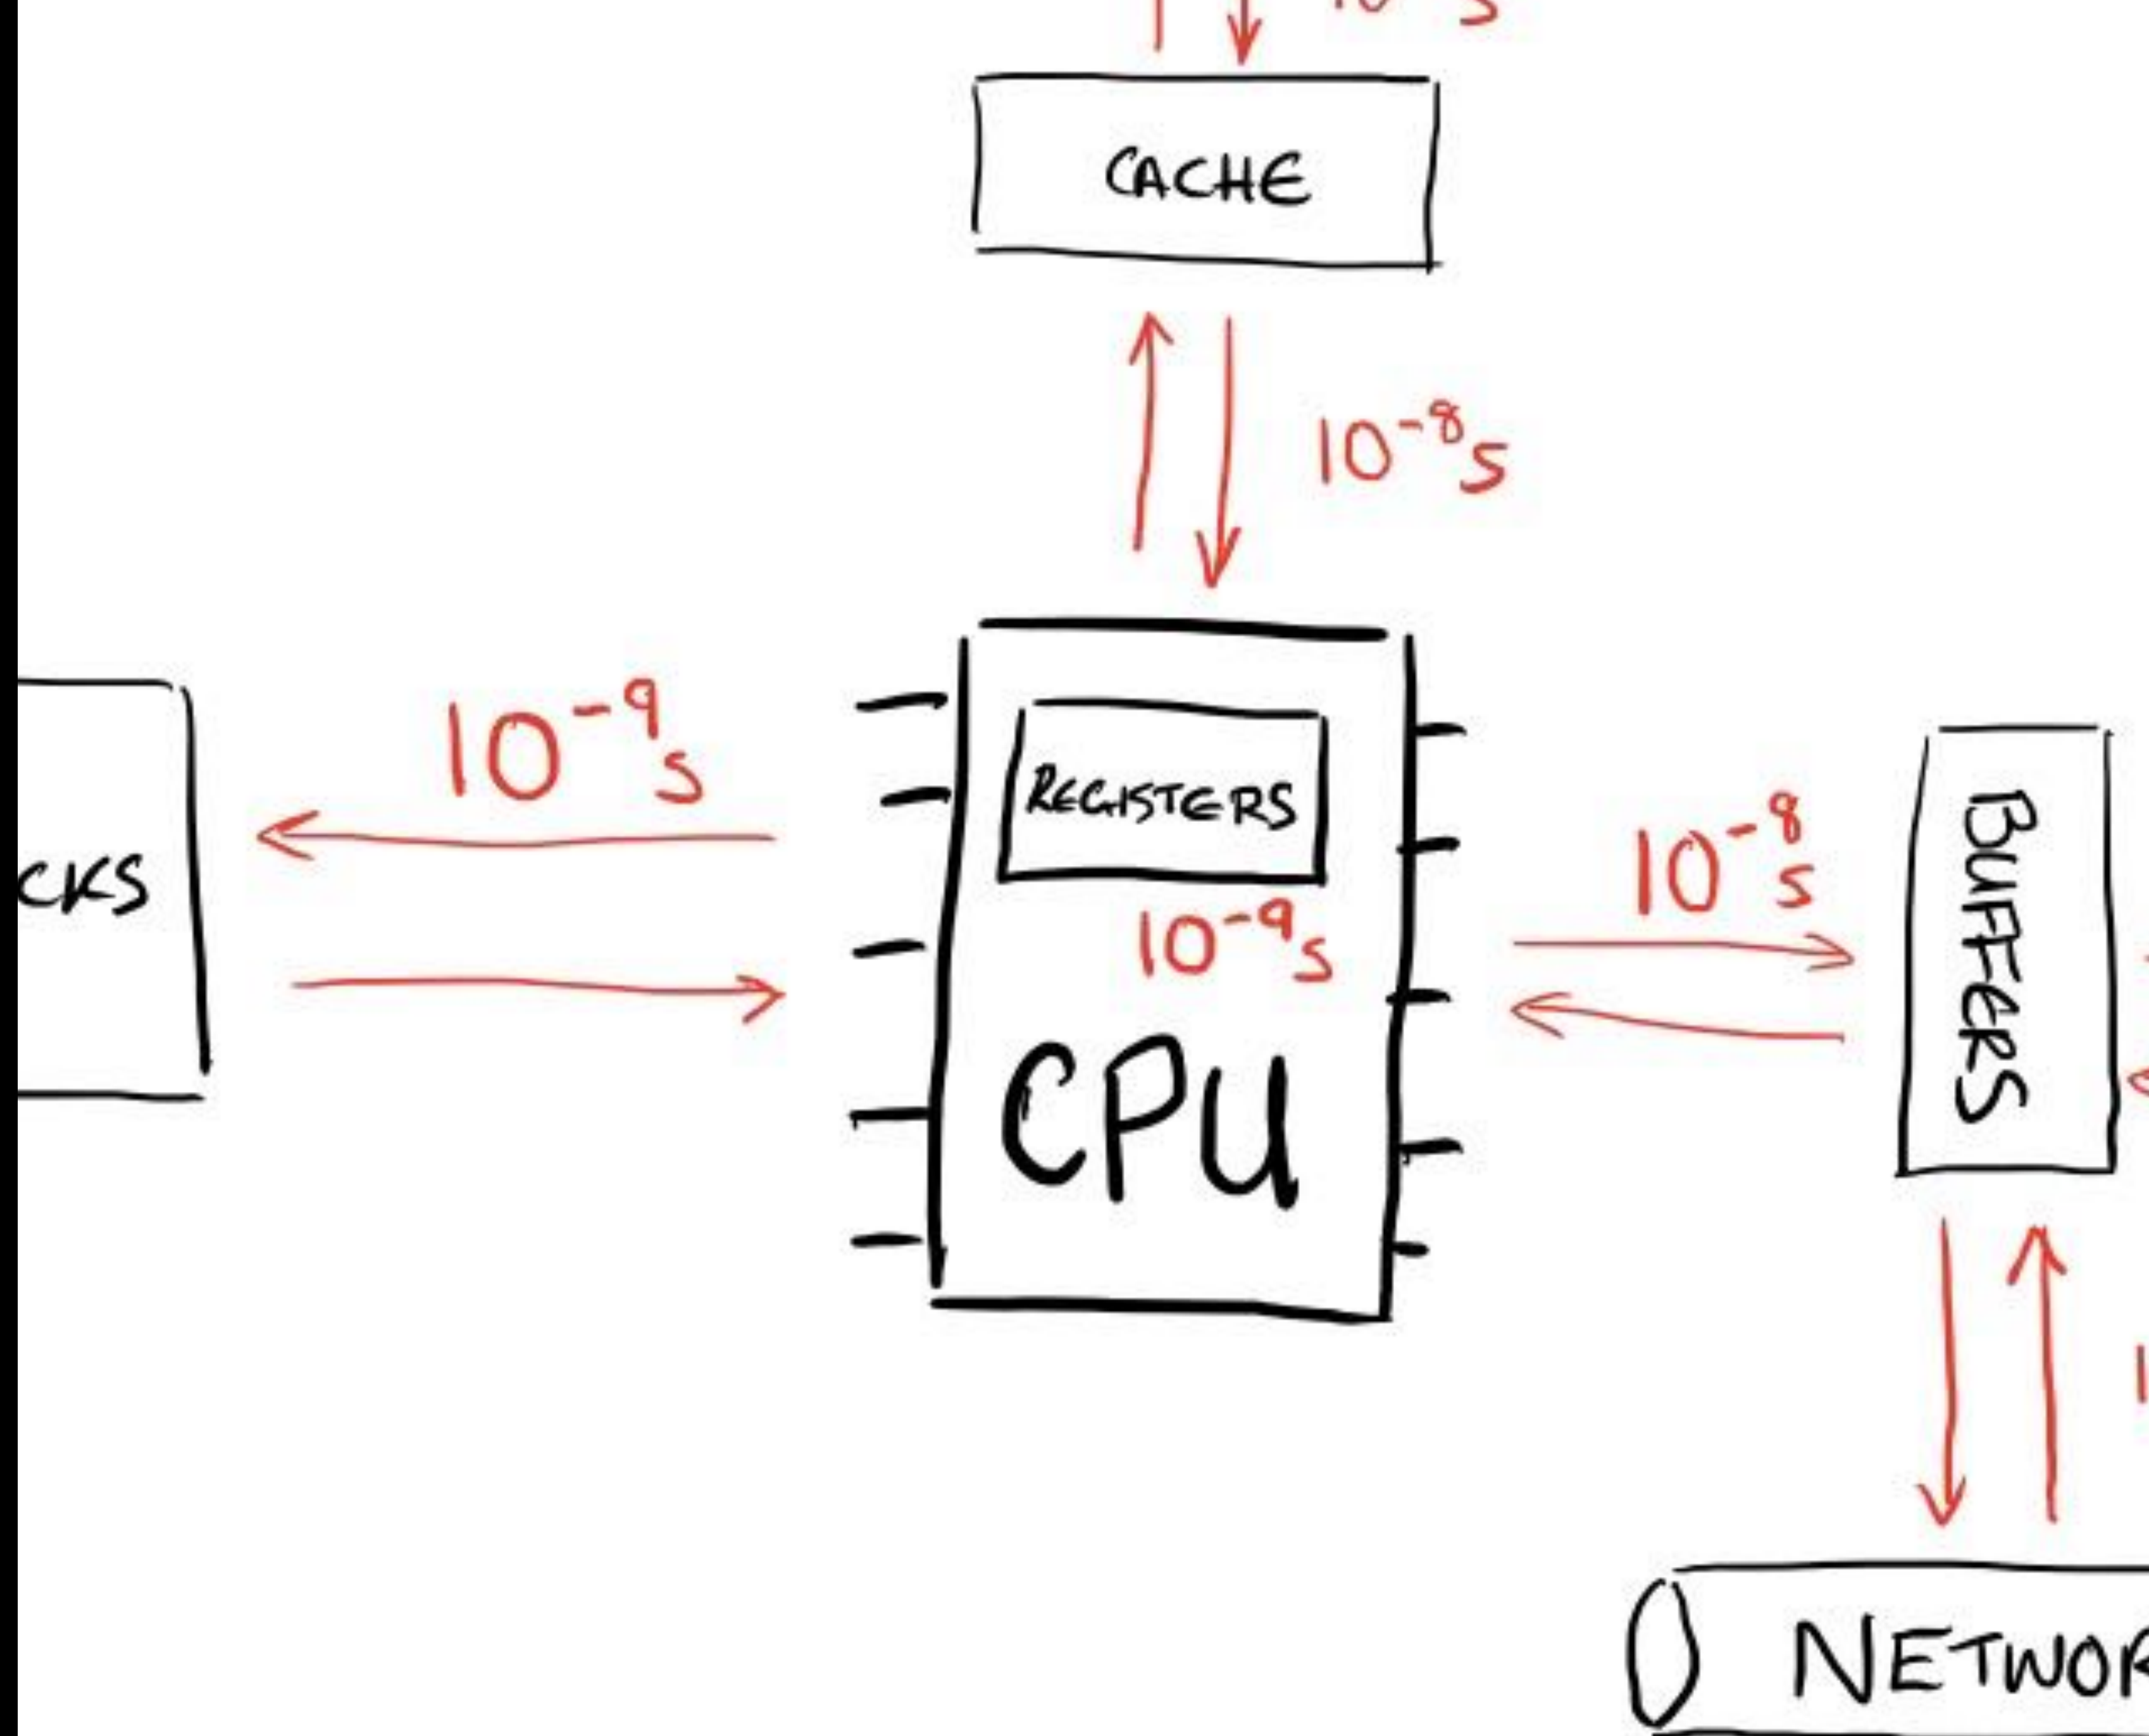 CACHE
10⁻⁸s
10⁻⁹s
REGISTERS
10⁻⁹s
CPU
CKS
10⁻⁸s
BUFFERS
NETWOR